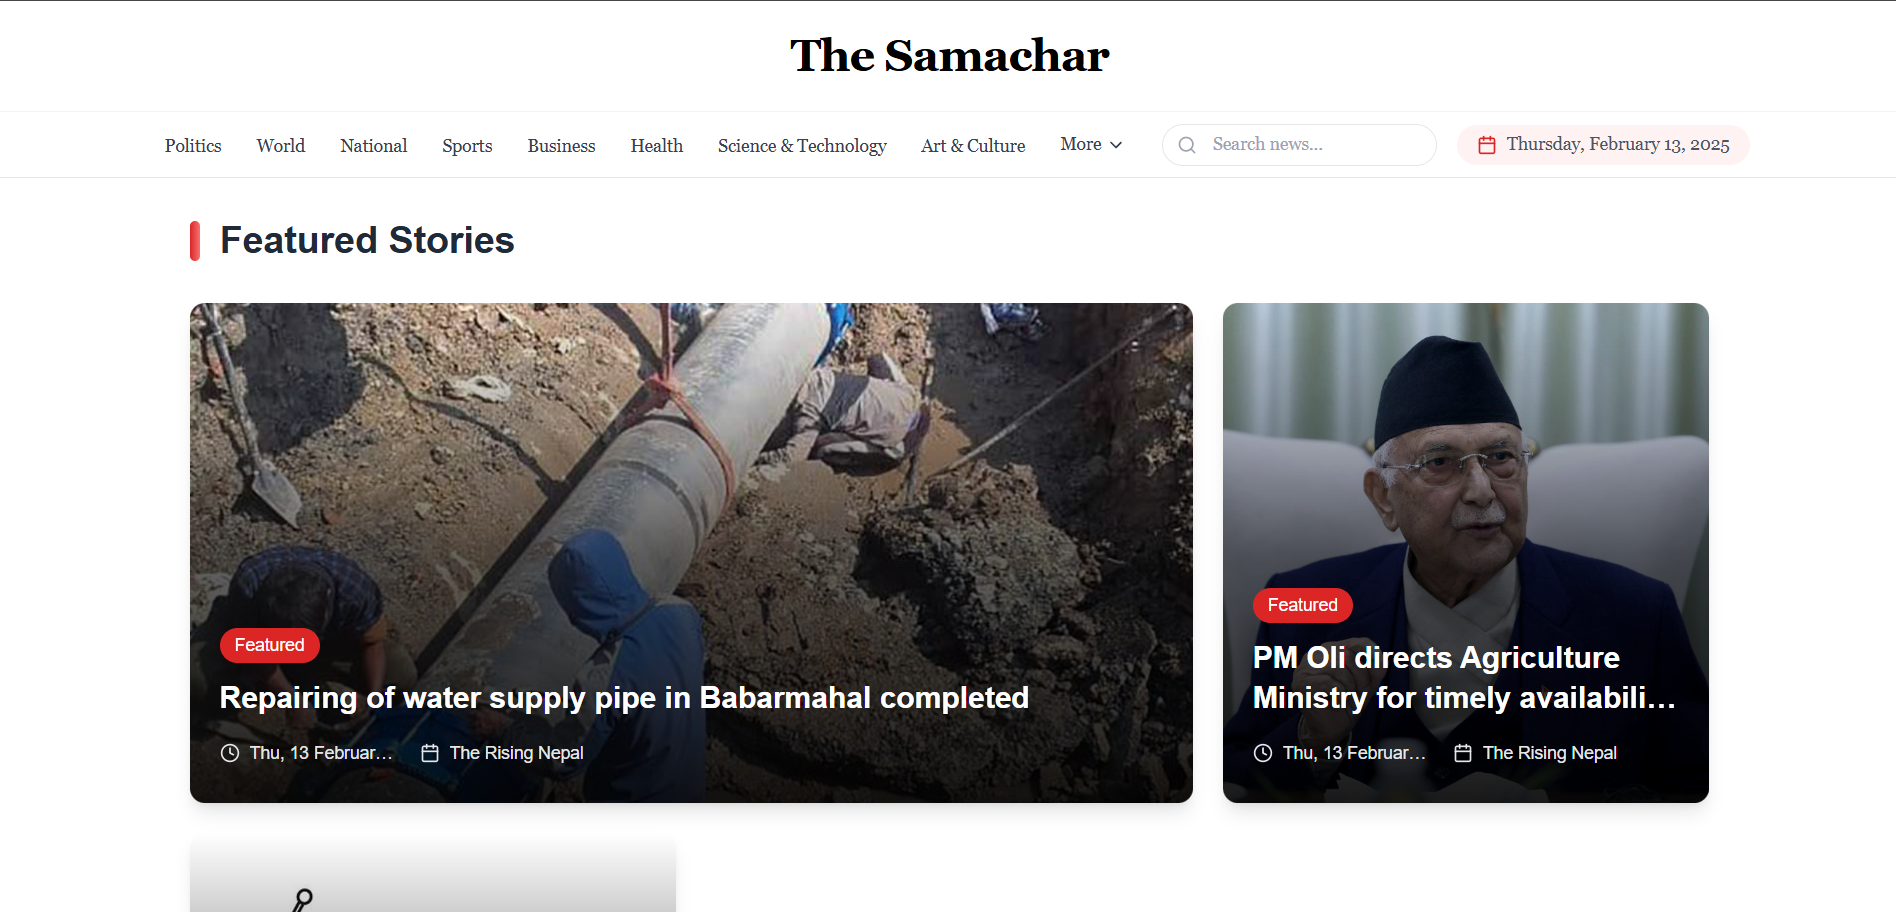 The Samachar
Politics World National Sports Business Health Science & Technology Art & Culture More Search news... Thursday, February 13, 2025
Featured Stories
Featured
Repairing of water supply pipe in Babarmahal completed
Thu, 13 Februar... The Rising Nepal
Featured
PM Oli directs Agriculture
Ministry for timely availabili...
Thu, 13 Februar... The Rising Nepal